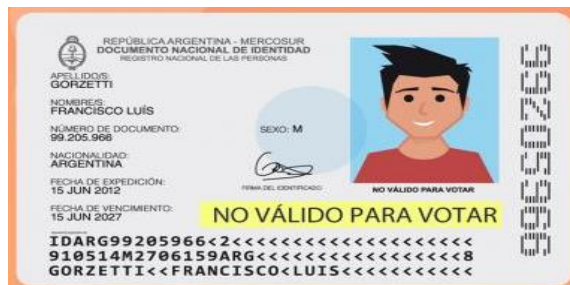 REPÚBLICA ARGENTINA - MERCOSUR
DOCUMENTO NACIONAL DE IDENTIDAD
REGISTRO NACIONAL DE LAS PERSONAS
APELLIDO/S:
GORZETTI
NOMBRE/S:
FRANCISCO LUÍS
NÚMERO DE DOCUMENTO:
99.205.966
SEXO: M
NACIONALIDAD:
ARGENTINA
FECHA DE EXPEDICIÓN:
15 JUN 2012
FIRMA DEL IDENTIFICADO
NO VÁLIDO PARA VOTAR
FECHA DE VENCIMIENTO:
15 JUN 2027
NO VÁLIDO PARA VOTAR
IDARG99205966<2<<<<<<<<<<<<<<<<<<<<<
910514M2706159ARG<<<<<<<<<<<<<<<<<<8
GORZETTI<<FRANCISCO<LUIS<<<<<<<<<<<